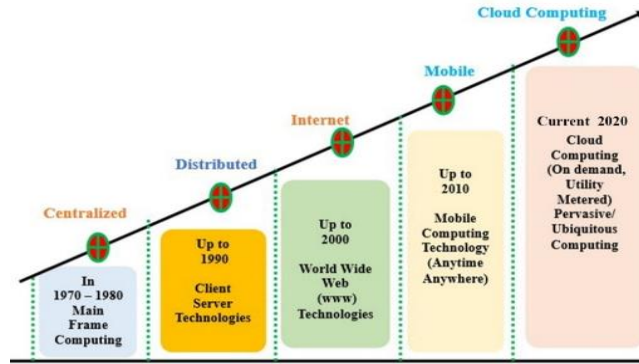 Cloud Computing
Mobile
Internet
Distributed
Centralized
In
1970 – 1980
Main
Frame
Computing
Up to
1990
Client
Server
Technologies
Up to
2000
World Wide
Web
(www)
Technologies
Up to
2010
Mobile
Computing
Technology
(Anytime
Anywhere)
Current 2020
Cloud
Computing
(On demand,
Utility
Metered)
Pervasive/
Ubiquitous
Computing